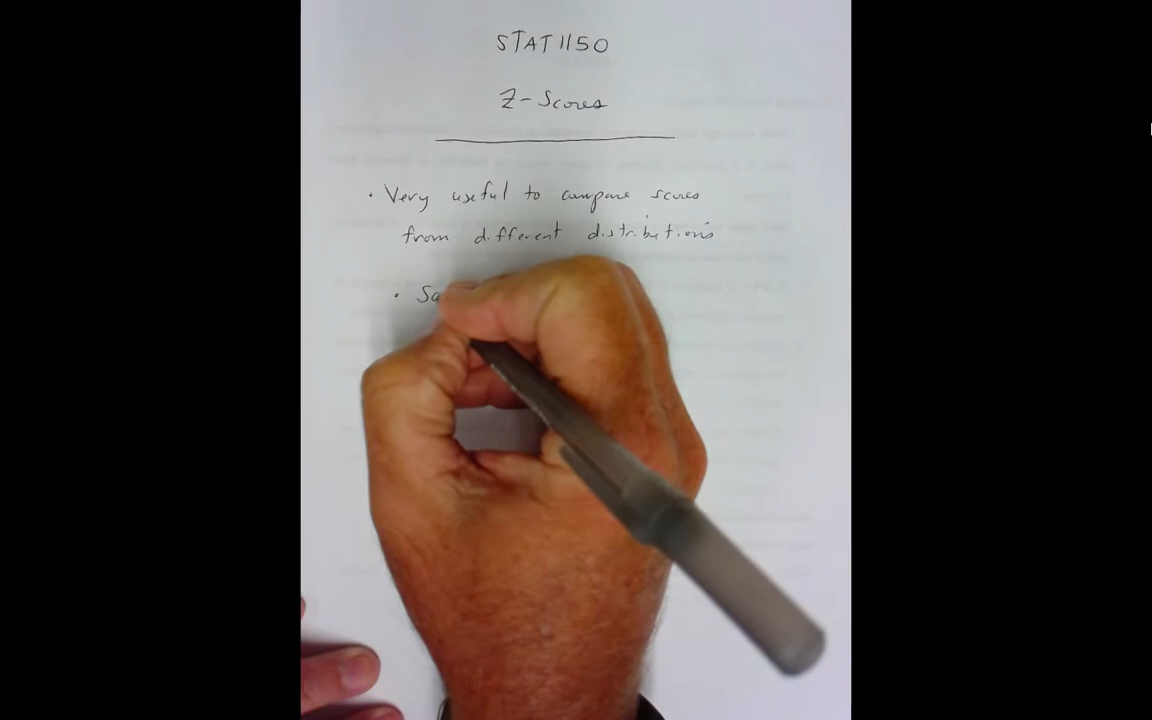 STAT 1150
Z-Scores
• Very useful to compare scores
from different distributions
• Sa